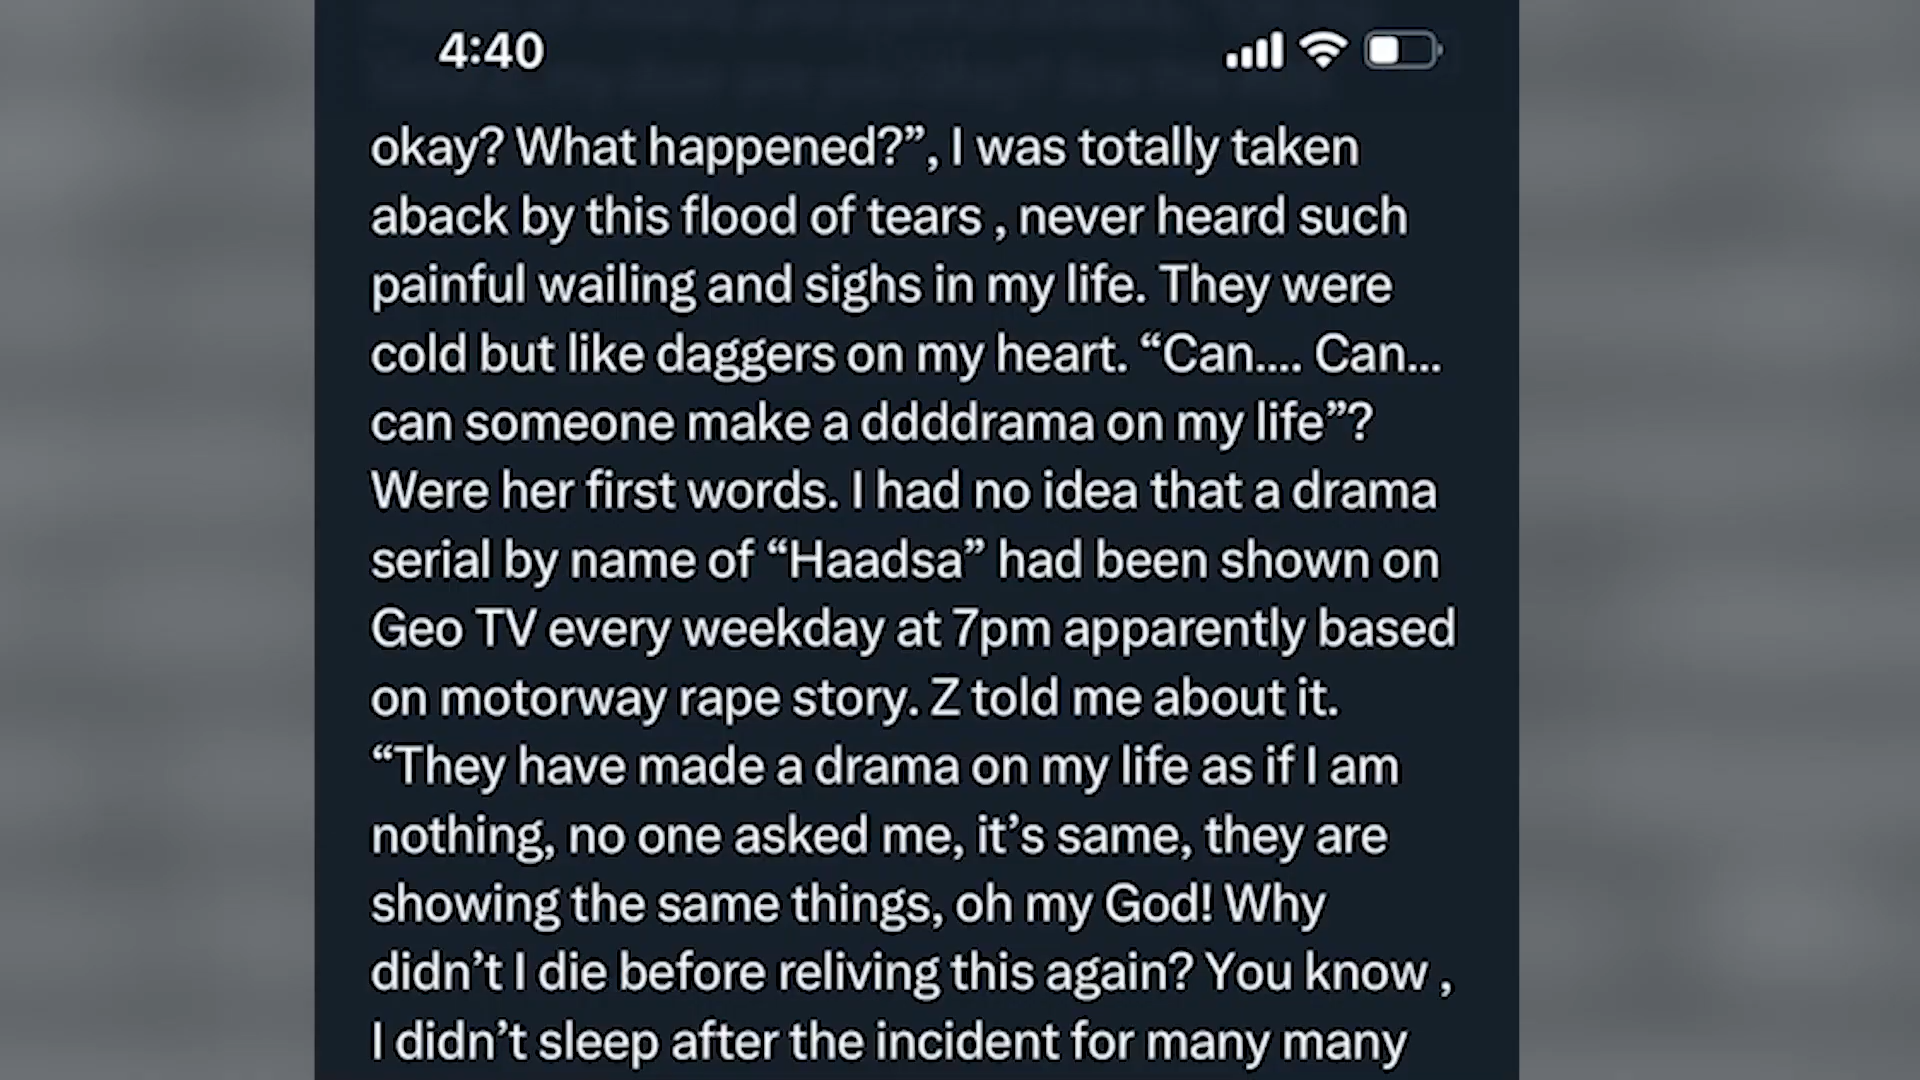 4:40
okay? What happened?”, I was totally taken
aback by this flood of tears , never heard such
painful wailing and sighs in my life. They were
cold but like daggers on my heart. “Can.... Can...
can someone make a ddddrama on my life”?
Were her first words. I had no idea that a drama
serial by name of “Haadsa” had been shown on
Geo TV every weekday at 7pm apparently based
on motorway rape story. Z told me about it.
“They have made a drama on my life as if I am
nothing, no one asked me, it’s same, they are
showing the same things, oh my God! Why
didn’t I die before reliving this again? You know ,
I didn’t sleep after the incident for many many